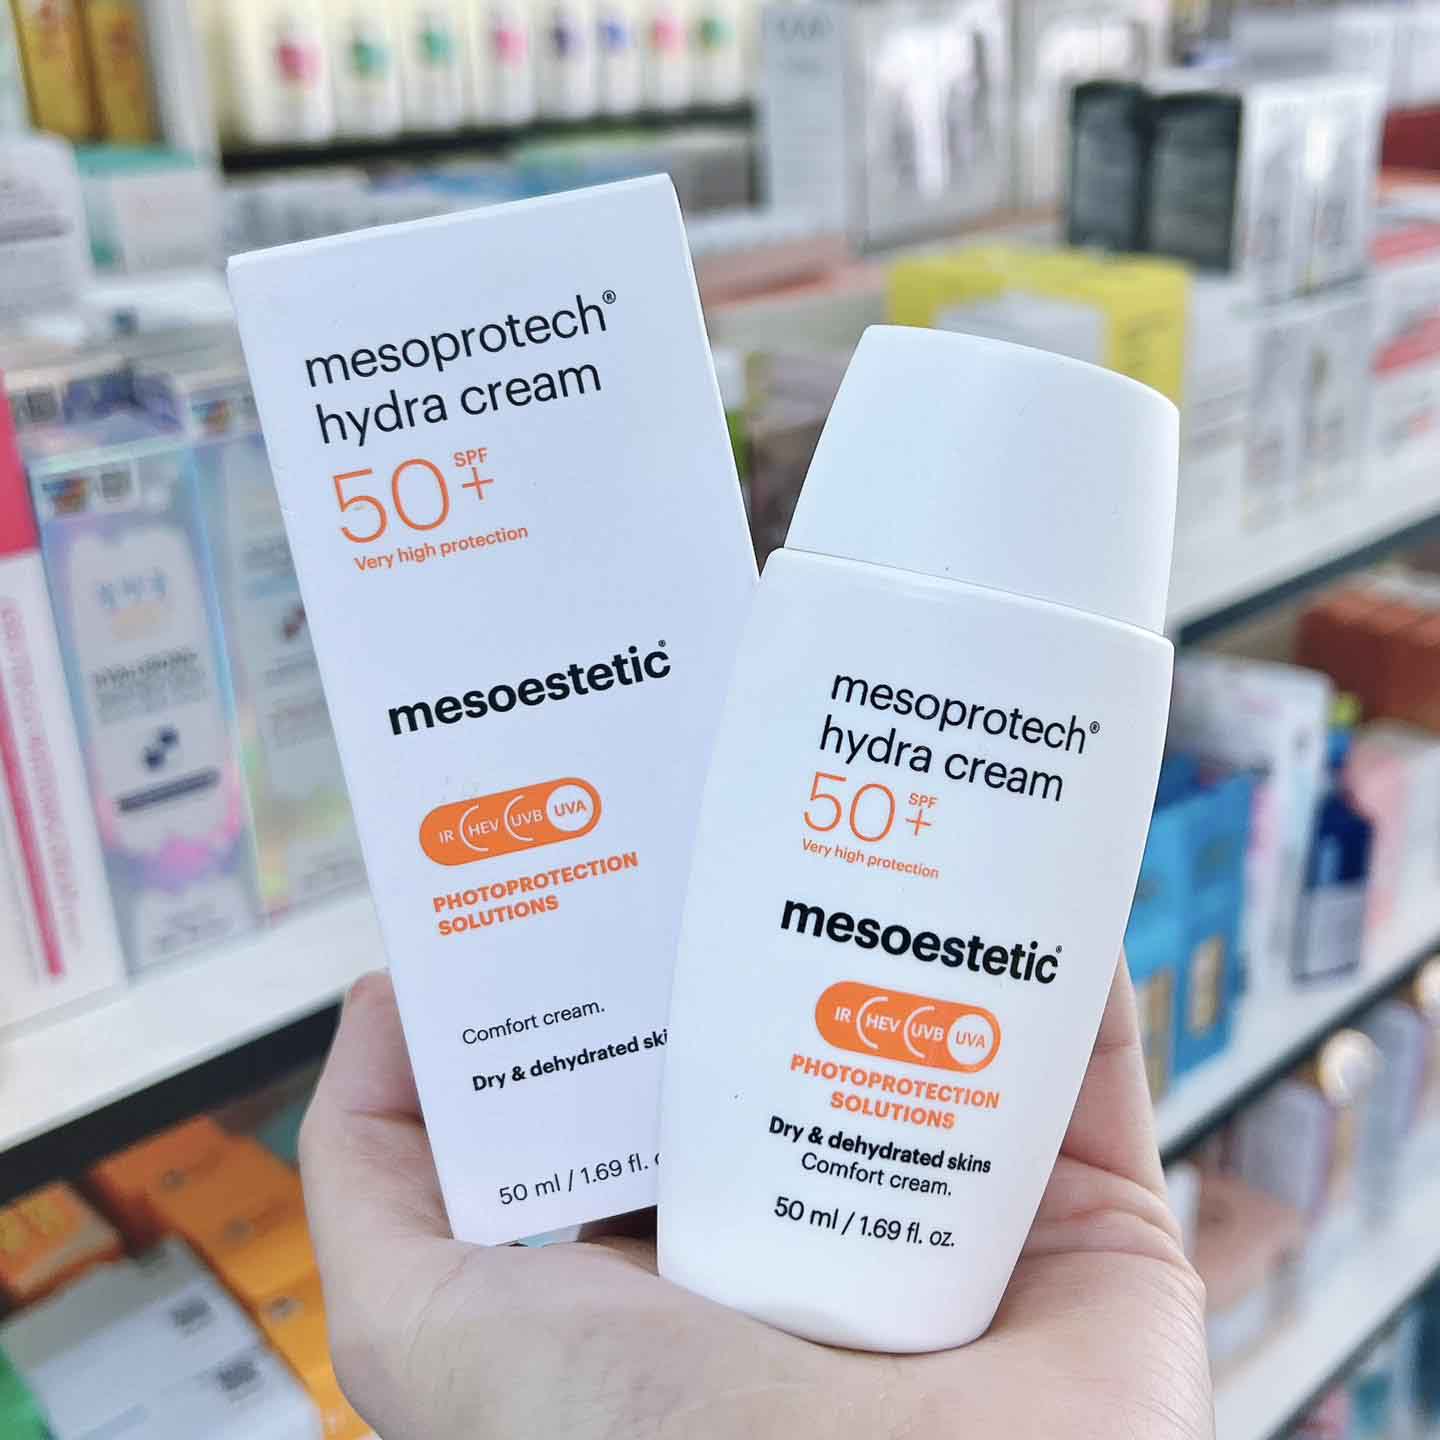 mesoprotech®
hydra cream
50 SPF +
Very high protection
mesoestetic®
IR HEV UVB UVA
PHOTOPROTECTION
SOLUTIONS
Comfort cream.
Dry & dehydrated ski
50 ml / 1.69 fl.
mesoprotech®
hydra cream
50 SPF +
Very high protection
mesoestetic®
IR HEV UVB UVA
PHOTOPROTECTION
SOLUTIONS
Dry & dehydrated skins
Comfort cream.
50 ml / 1.69 fl. oz.